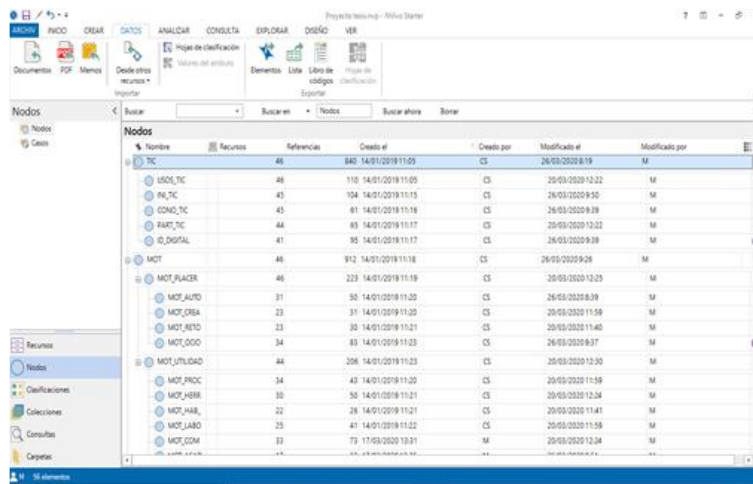 Proyecto tesis.nvp - NVivo Starter
ARCHIV INICIO CREAR DATOS ANALIZAR CONSULTA EXPLORAR DISEÑO VER
Documentos PDF Memos Desde otros recursos Hojas de clasificación Valores del atributo Elementos Lista Libro de códigos Hojas de clasificación
Importar Exportar
Nodos Buscar Buscar en Nodos Buscar ahora Borrar
Nodos
Casos
Nodos
Nombre Recursos Referencias Creado el Creado por Modificado el Modificado por
TIC 46 840 14/01/2019 11:05 CS 26/03/2020 8:19 M
USOS_TIC 46 110 14/01/2019 11:05 CS 20/03/2020 12:22 M
INI_TIC 45 104 14/01/2019 11:15 CS 26/03/2020 9:50 M
CONO_TIC 45 61 14/01/2019 11:16 CS 26/03/2020 9:39 M
PART_TIC 44 65 14/01/2019 11:17 CS 20/03/2020 12:22 M
ID_DIGITAL 41 95 14/01/2019 11:17 CS 26/03/2020 9:39 M
MOT 46 912 14/01/2019 11:18 CS 26/03/2020 9:26 M
MOT_PLACER 46 223 14/01/2019 11:19 CS 20/03/2020 12:25 M
MOT_AUTO 31 50 14/01/2019 11:20 CS 26/03/2020 8:39 M
MOT_CREA 23 31 14/01/2019 11:20 CS 20/03/2020 11:59 M
MOT_RETO 23 30 14/01/2019 11:21 CS 20/03/2020 11:40 M
MOT_OCIO 34 83 14/01/2019 11:23 CS 26/03/2020 9:37 M
MOT_UTILIDAD 44 206 14/01/2019 11:23 CS 20/03/2020 12:30 M
MOT_PROC 34 43 14/01/2019 11:20 CS 20/03/2020 11:59 M
MOT_HERR 30 50 14/01/2019 11:21 CS 20/03/2020 12:24 M
MOT_HAB_ 22 26 14/01/2019 11:21 CS 20/03/2020 11:41 M
MOT_LABO 25 41 14/01/2019 11:22 CS 20/03/2020 11:59 M
MOT_COM 33 73 17/03/2020 13:31 M 20/03/2020 12:24 M
Recursos
Nodos
Clasificaciones
Colecciones
Consultas
Carpetas
M 56 elementos